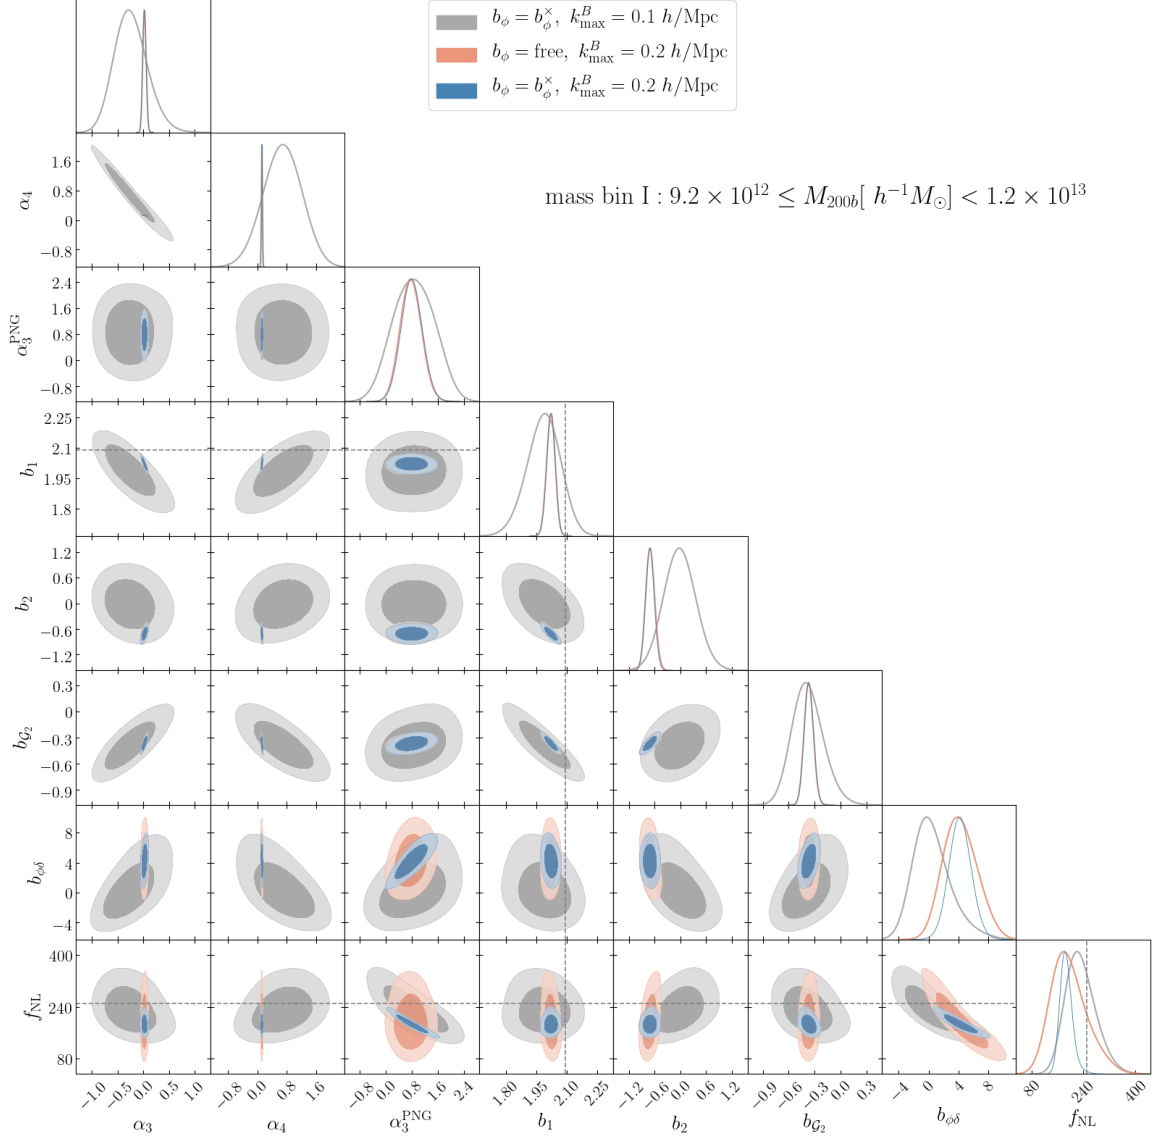 b_ϕ = b_ϕ^×, k_max^B = 0.1 h/Mpc
b_ϕ = free, k_max^B = 0.2 h/Mpc
b_ϕ = b_ϕ^×, k_max^B = 0.2 h/Mpc
mass bin I : 9.2 × 10^12 ≤ M_200b[ h^−1 M_⊙] < 1.2 × 10^13
α_4
1.6
0.8
0.0
−0.8
α_3^PNG
2.4
1.6
0.8
0.0
−0.8
b_1
2.25
2.1
1.95
1.8
b_2
1.2
0.6
0
−0.6
−1.2
b_𝒢_2
0.3
0
−0.3
−0.6
−0.9
b_ϕδ
8
4
0
−4
f_NL
400
240
80
−1.0 −0.5 0.0 0.5 1.0
−0.8 0.0 0.8 1.6
−0.8 0.0 0.8 1.6 2.4
1.80 1.95 2.10 2.25
−1.2 −0.6 0.0 0.6 1.2
−0.9 −0.6 −0.3 0.0 0.3
−4 0 4 8
80 240 400
α_3 α_4 α_3^PNG b_1 b_2 b_𝒢_2 b_ϕδ f_NL